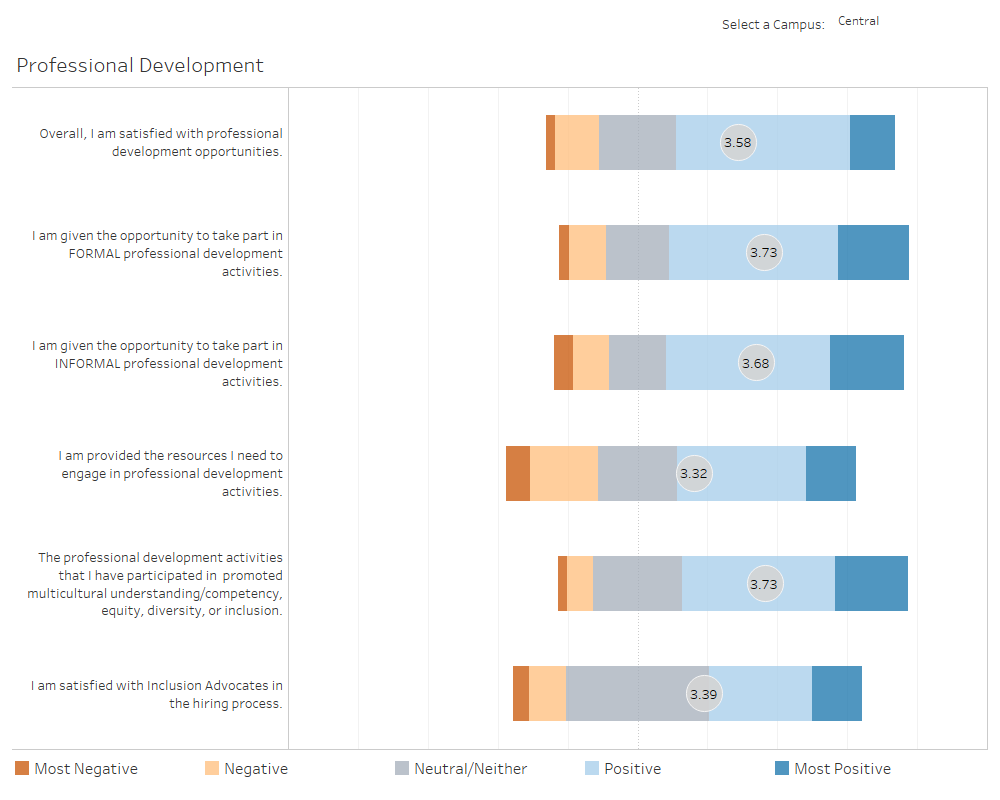 Select a Campus: Central
Professional Development
Overall, I am satisfied with professional
development opportunities.
3.58
I am given the opportunity to take part in
FORMAL professional development
activities.
3.73
I am given the opportunity to take part in
INFORMAL professional development
activities.
3.68
I am provided the resources I need to
engage in professional development
activities.
3.32
The professional development activities
that I have participated in promoted
multicultural understanding/competency,
equity, diversity, or inclusion.
3.73
I am satisfied with Inclusion Advocates in
the hiring process.
3.39
Most Negative Negative Neutral/Neither Positive Most Positive